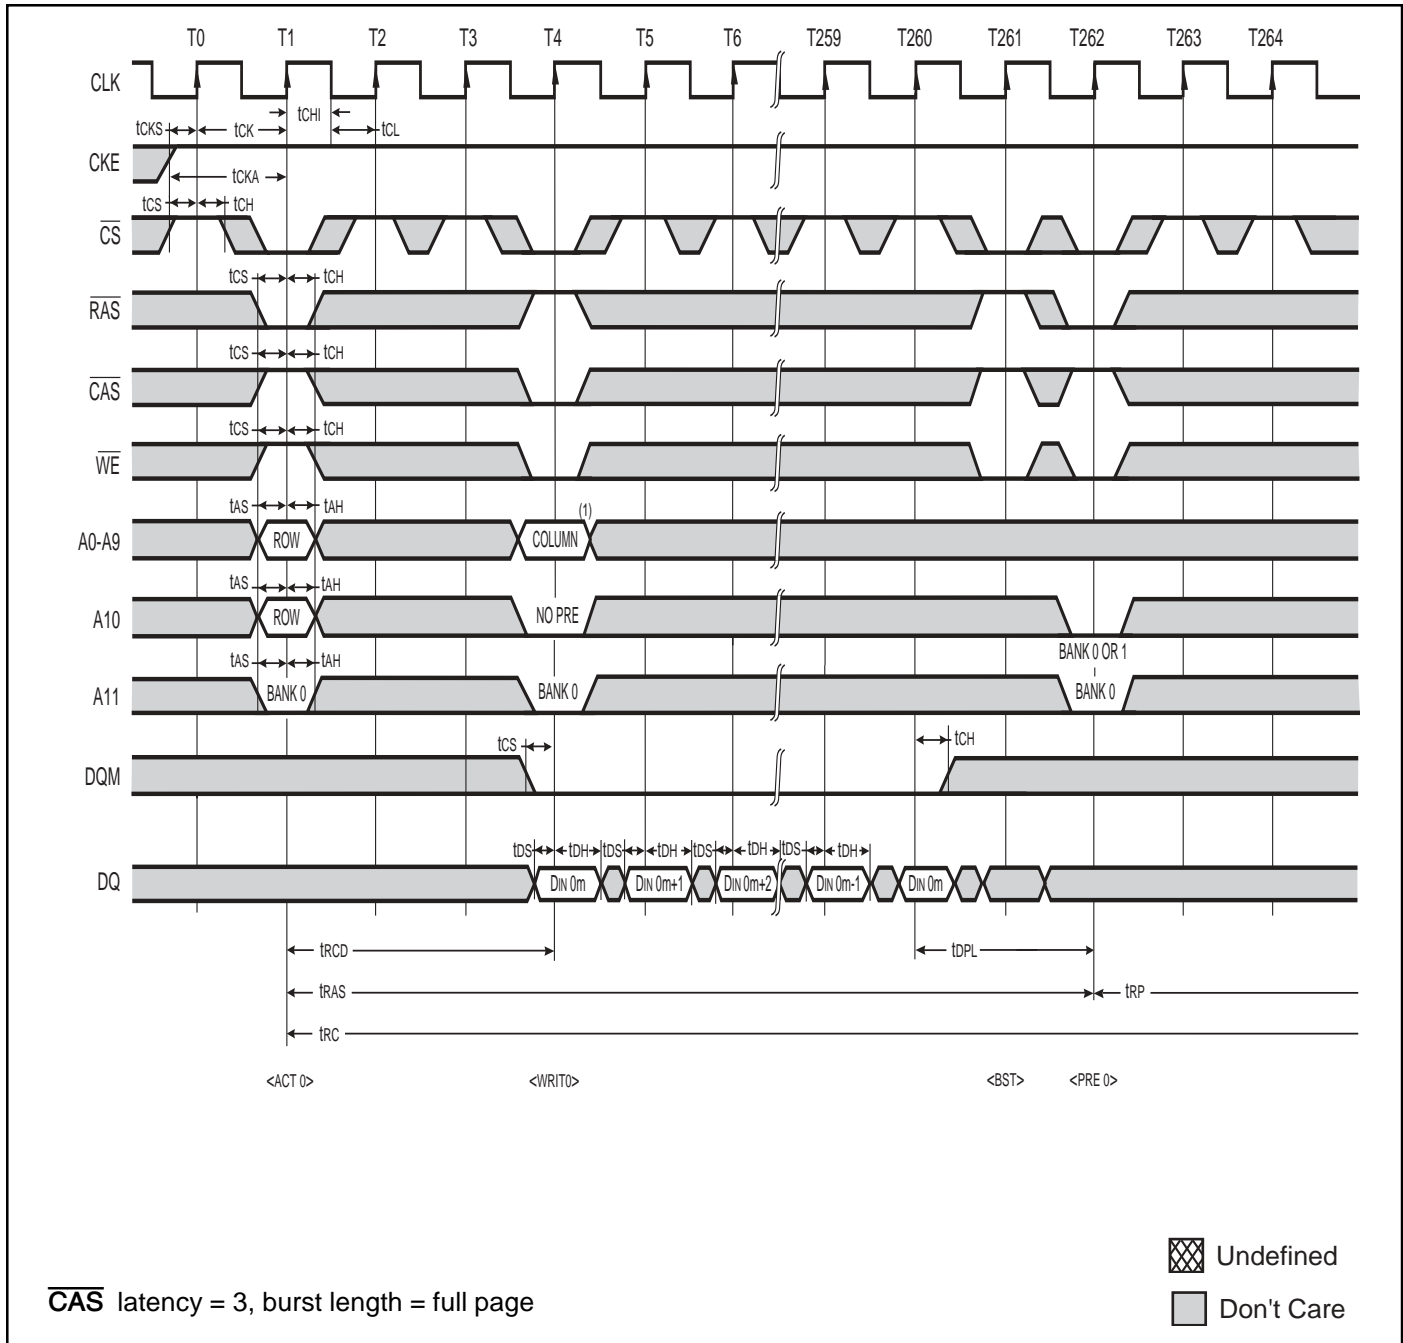 T0 T1 T2 T3 T4 T5 T6 T259 T260 T261 T262 T263 T264
CLK
tCHI
tCKS tCK tCL
CKE
tCKA
tCS tCH
CS
tCS tCH
RAS
tCS tCH
CAS
tCS tCH
WE
tAS tAH (1)
A0-A9 ROW COLUMN
tAS tAH
A10 ROW NO PRE
tAS tAH BANK 0 OR 1
A11 BANK 0 BANK 0 BANK 0
tCS tCH
DQM
tDS tDH tDS tDH tDS tDH tDS tDH
DQ DIN 0m DIN 0m+1 DIN 0m+2 DIN 0m-1 DIN 0m
tRCD tDPL
tRAS tRP
tRC
<ACT 0> <WRIT0> <BST> <PRE 0>
Undefined
CAS latency = 3, burst length = full page
Don't Care